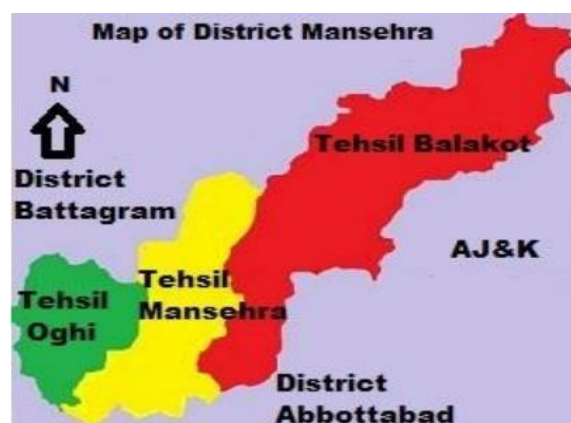 Map of District Mansehra
N
Tehsil Balakot
District
Battagram
AJ&K
Tehsil
Mansehra
Tehsil
Oghi
District
Abbottabad